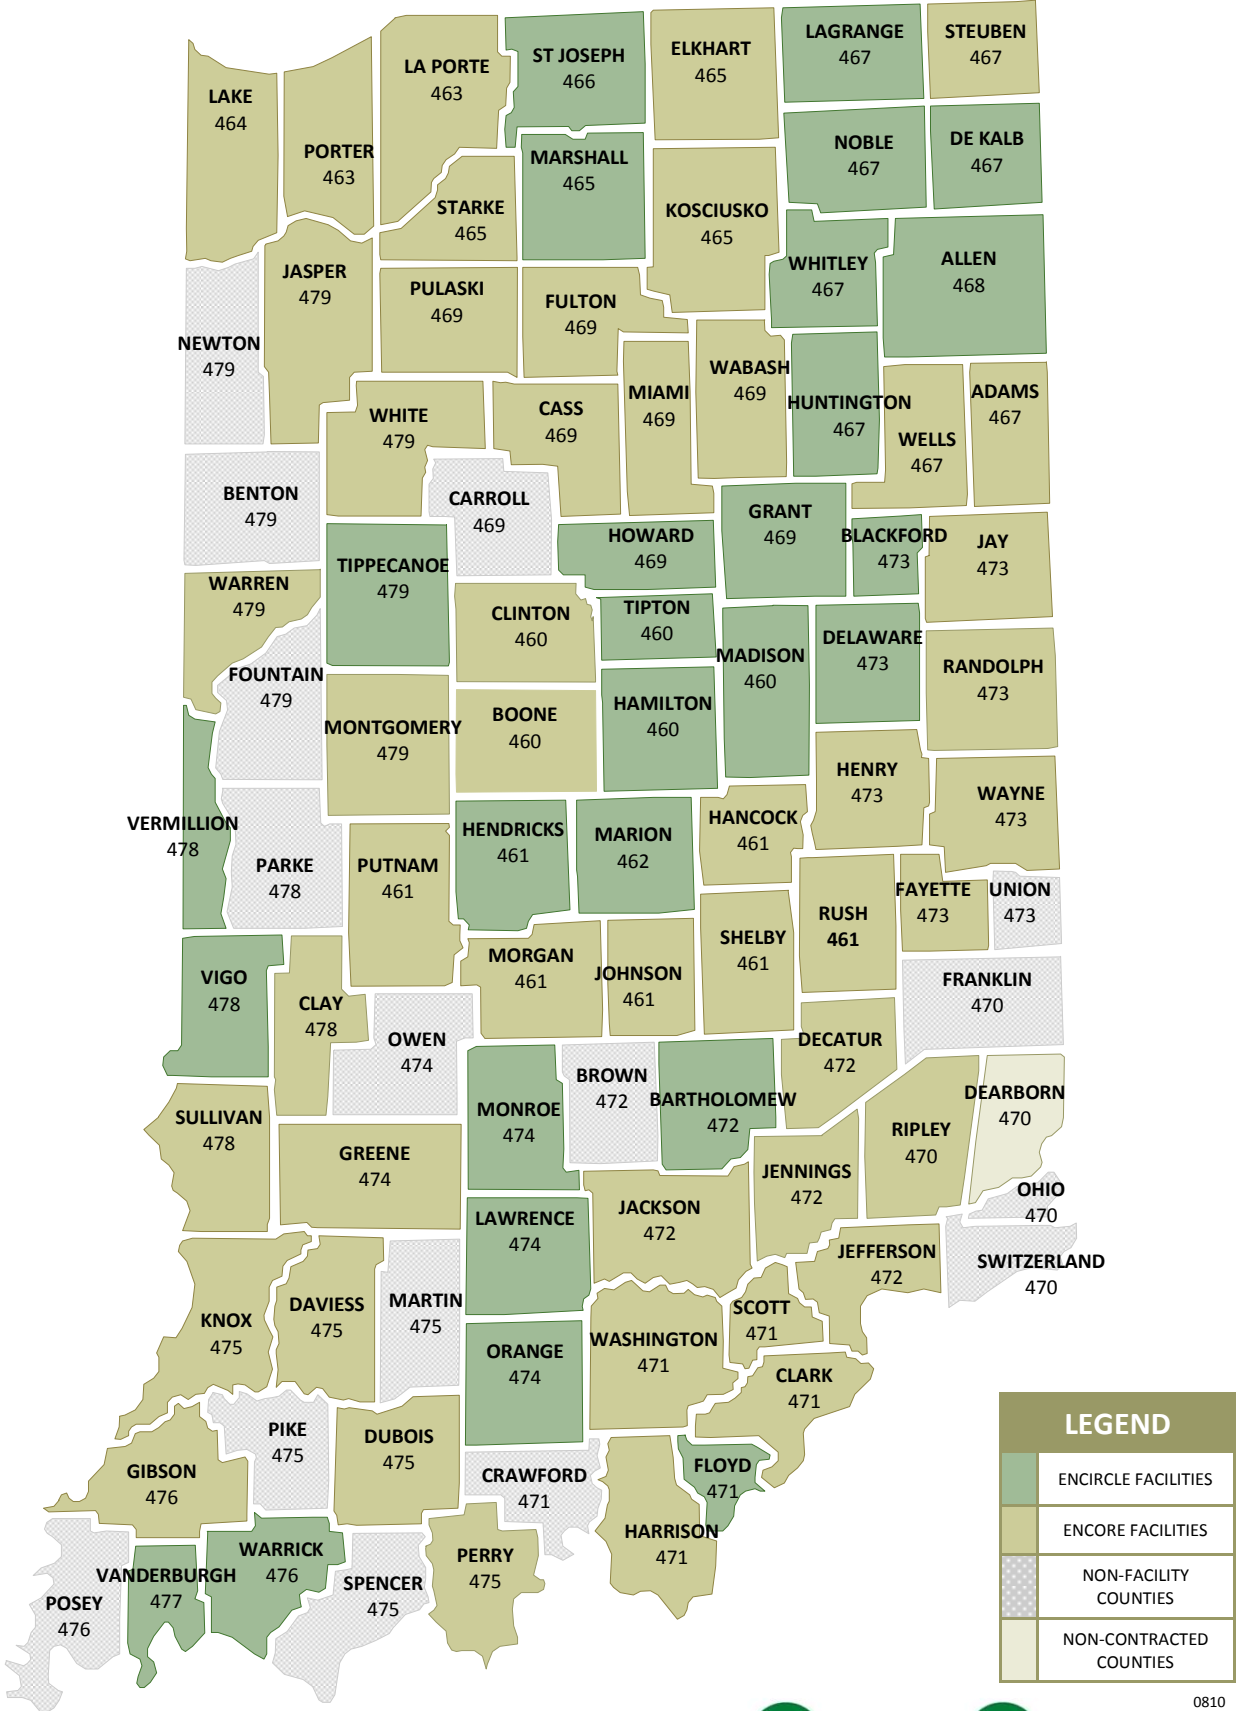 LAKE
464
PORTER
463
LA PORTE
463
ST JOSEPH
466
ELKHART
465
LAGRANGE
467
STEUBEN
467
NOBLE
467
DE KALB
467
MARSHALL
465
STARKE
465
KOSCIUSKO
465
WHITLEY
467
ALLEN
468
JASPER
479
PULASKI
469
FULTON
469
NEWTON
479
WABASH
469
MIAMI
469
HUNTINGTON
467
ADAMS
467
WELLS
467
WHITE
479
CASS
469
BENTON
479
CARROLL
469
GRANT
469
HOWARD
469
BLACKFORD
473
JAY
473
TIPPECANOE
479
WARREN
479
CLINTON
460
TIPTON
460
DELAWARE
473
MADISON
460
RANDOLPH
473
FOUNTAIN
479
MONTGOMERY
479
BOONE
460
HAMILTON
460
HENRY
473
WAYNE
473
VERMILLION
478
HENDRICKS
461
MARION
462
HANCOCK
461
PARKE
478
PUTNAM
461
FAYETTE
473
UNION
473
RUSH
461
SHELBY
461
MORGAN
461
JOHNSON
461
VIGO
478
FRANKLIN
470
CLAY
478
OWEN
474
DECATUR
472
BROWN
472
BARTHOLOMEW
472
DEARBORN
470
MONROE
474
SULLIVAN
478
RIPLEY
470
GREENE
474
JENNINGS
472
OHIO
470
JACKSON
472
LAWRENCE
474
JEFFERSON
472
SWITZERLAND
470
DAVIESS
475
MARTIN
475
KNOX
475
SCOTT
471
WASHINGTON
471
ORANGE
474
CLARK
471
PIKE
475
DUBOIS
475
GIBSON
476
CRAWFORD
471
FLOYD
471
HARRISON
471
WARRICK
476
PERRY
475
VANDERBURGH
477
SPENCER
475
POSEY
476
LEGEND
ENCIRCLE FACILITIES
ENCORE FACILITIES
NON-FACILITY
COUNTIES
NON-CONTRACTED
COUNTIES
0810